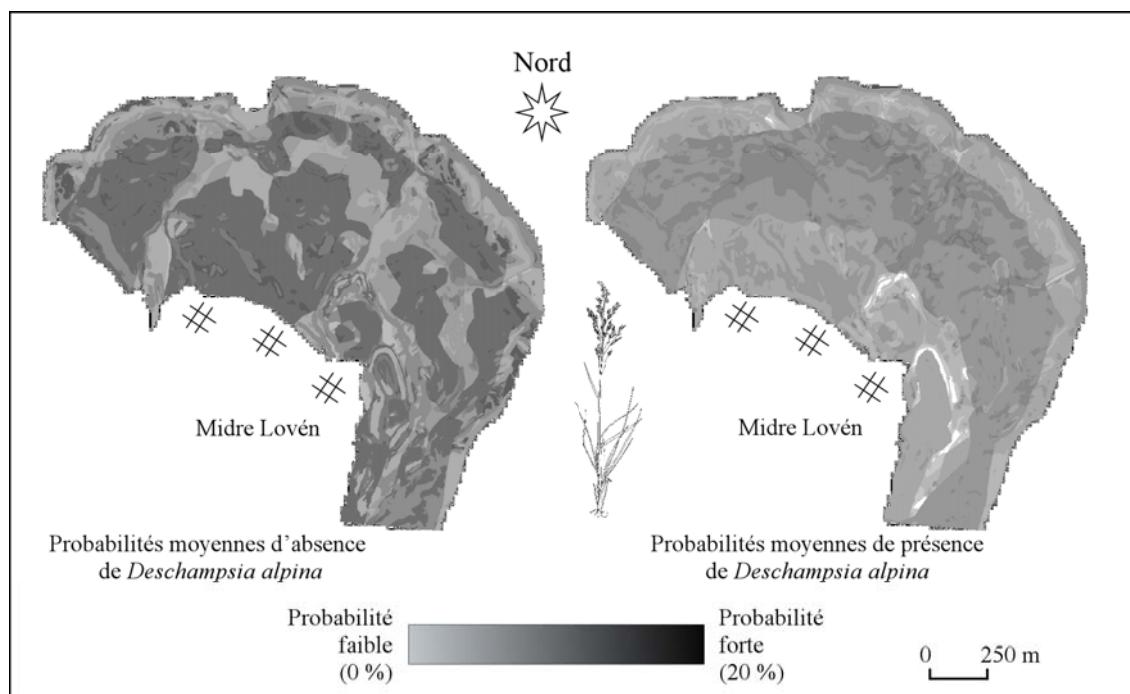 Nord
Midre Lovén
Midre Lovén
Probabilités moyennes d’absence
de Deschampsia alpina
Probabilités moyennes de présence
de Deschampsia alpina
Probabilité
faible
(0 %)
Probabilité
forte
(20 %)
0 250 m